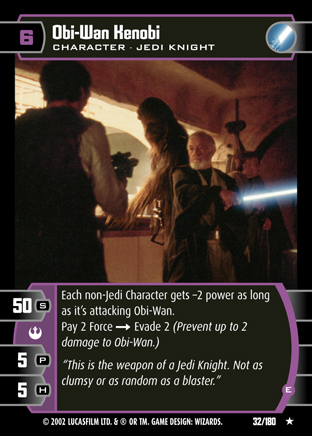 6 Obi-Wan Kenobi
CHARACTER · JEDI KNIGHT
50 S
5 P
5 H
Each non-Jedi Character gets –2 power as long
as it's attacking Obi-Wan.
Pay 2 Force → Evade 2 (Prevent up to 2
damage to Obi-Wan.)
"This is the weapon of a Jedi Knight. Not as
clumsy or as random as a blaster."
E
© 2002 LUCASFILM LTD. & ® OR TM. GAME DESIGN: WIZARDS. 32/180 ★